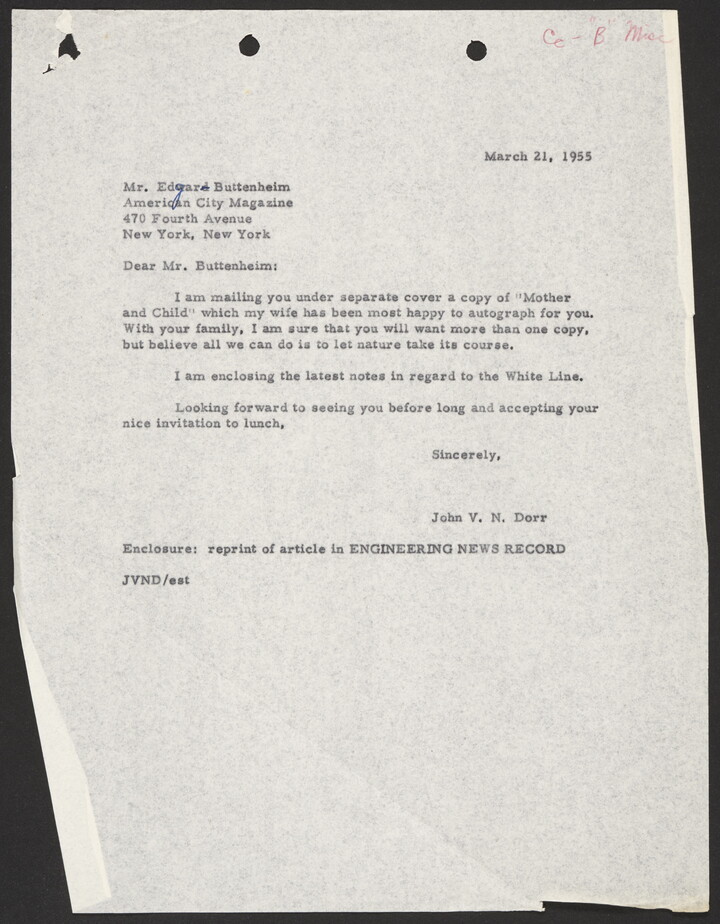 Co - "B" Misc
March 21, 1955
Mr. Edgar Buttenheim
American City Magazine
470 Fourth Avenue
New York, New York
Dear Mr. Buttenheim:
I am mailing you under separate cover a copy of "Mother
and Child" which my wife has been most happy to autograph for you.
With your family, I am sure that you will want more than one copy,
but believe all we can do is to let nature take its course.
I am enclosing the latest notes in regard to the White Line.
Looking forward to seeing you before long and accepting your
nice invitation to lunch,
Sincerely,
John V. N. Dorr
Enclosure: reprint of article in ENGINEERING NEWS RECORD
JVND/est